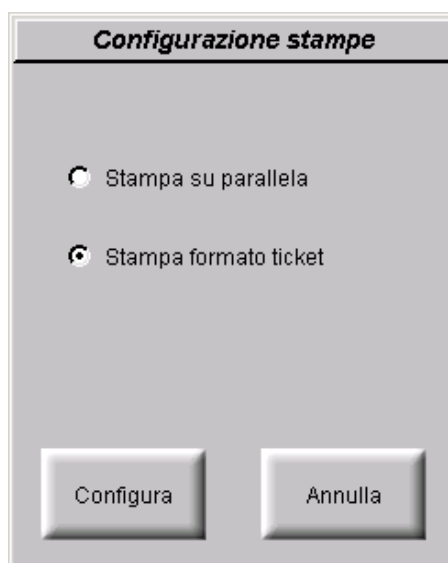 Configurazione stampe
Stampa su parallela
Stampa formato ticket
Configura
Annulla